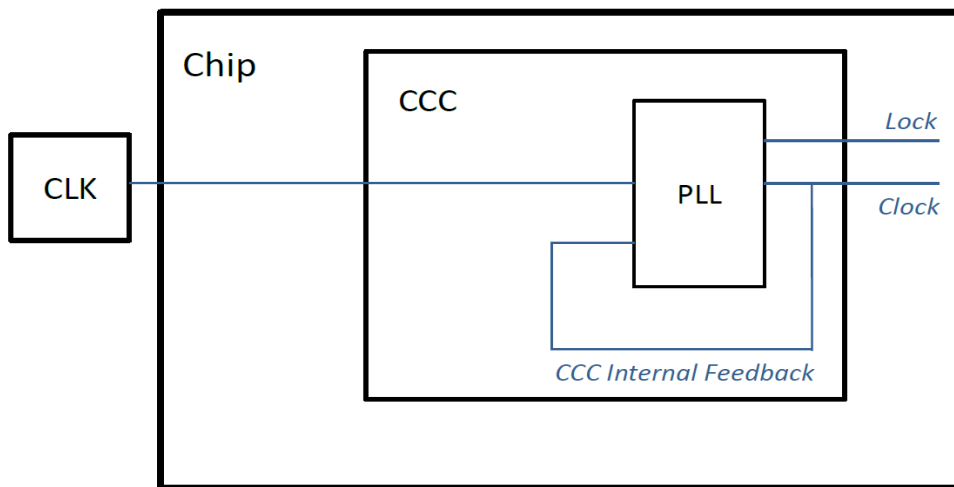 Chip
CCC
Lock
CLK
PLL
Clock
CCC Internal Feedback